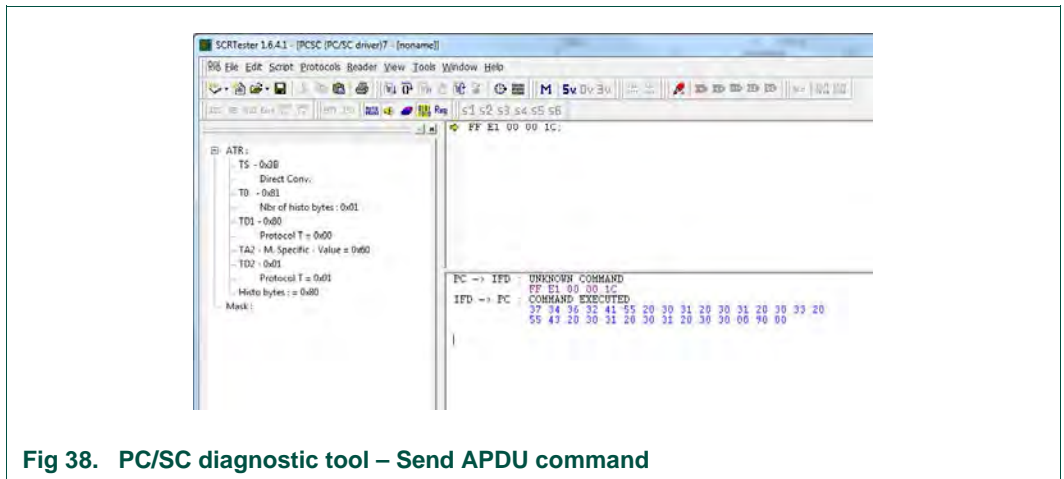 SCRTester 1.6.4.1 - [PCSC (PC/SC driver)7 - [noname]]
File Edit Script Protocols Reader View Tools Window Help
M 5v 0v 3v
s1 s2 s3 s4 s5 s6
FF E1 00 00 1C;
ATR :
TS - 0x3B
Direct Conv.
T0 - 0x81
Nbr of histo bytes : 0x01
TD1 - 0x80
Protocol T = 0x00
TA2 - M. Specific - Value = 0x60
TD2 - 0x01
Protocol T = 0x01
Histo bytes : = 0x80
Mask :
PC -> IFD : UNKNOWN COMMAND
FF E1 00 00 1C
IFD -> PC : COMMAND EXECUTED
37 34 36 32 41 55 20 30 31 20 30 31 20 30 33 20
55 43 20 30 31 20 30 31 20 30 30 00 90 00
Fig 38. PC/SC diagnostic tool – Send APDU command